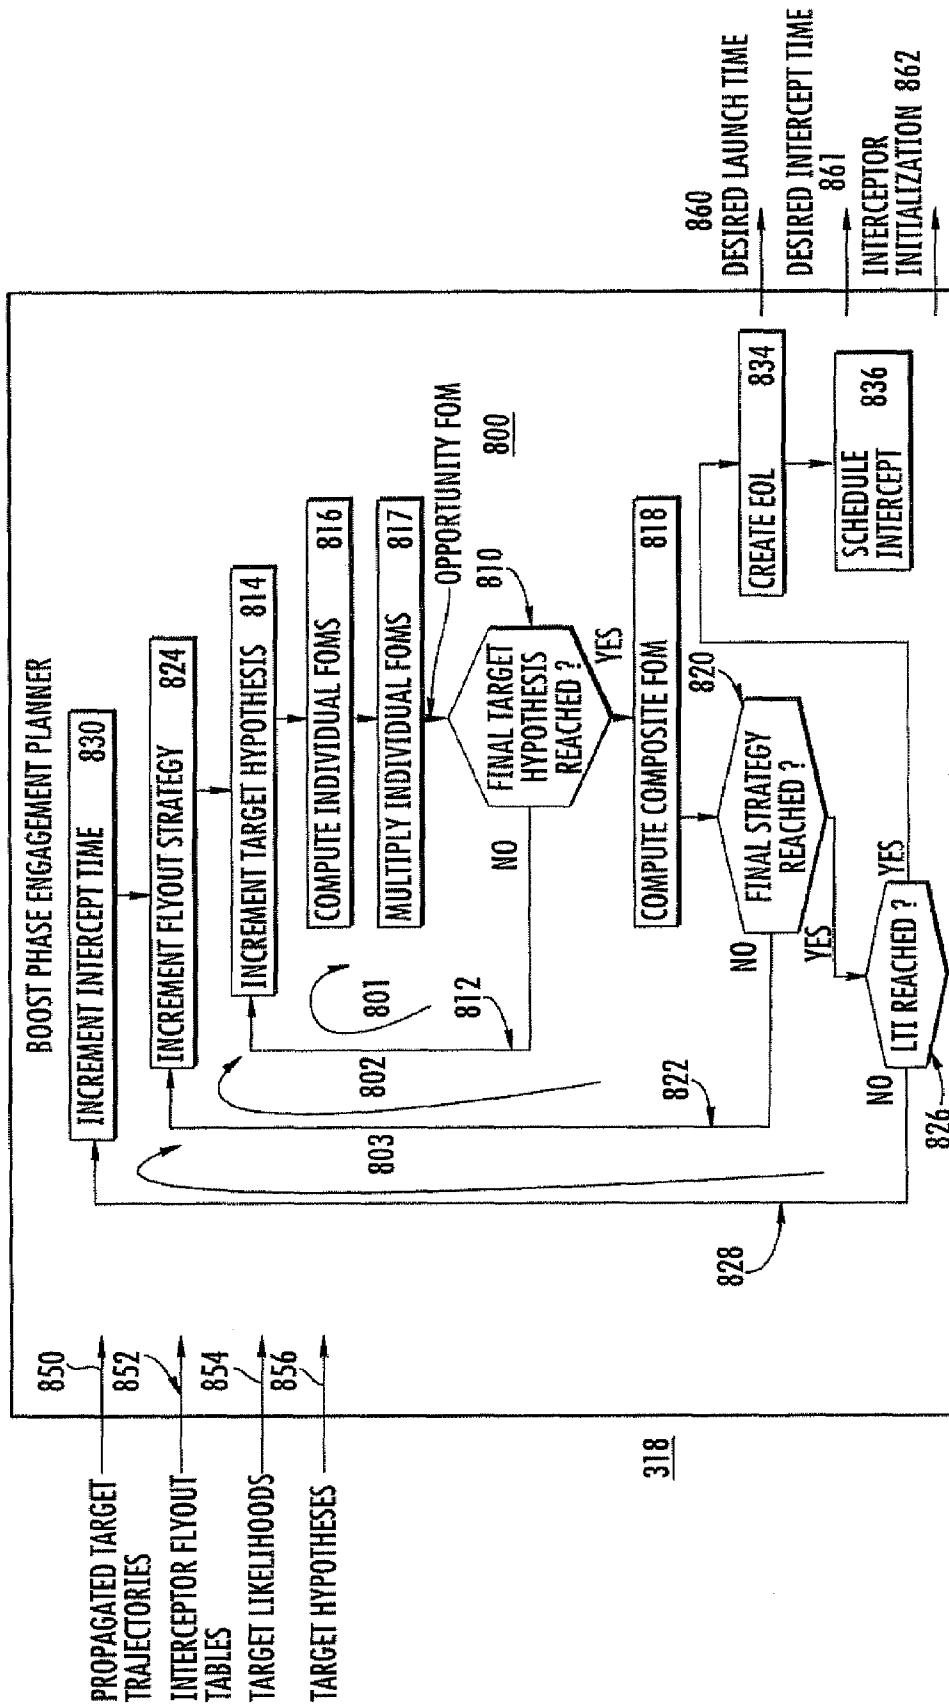 BOOST PHASE ENGAGEMENT PLANNER
PROPAGATED TARGET
TRAJECTORIES
850
INTERCEPTOR FLYOUT
TABLES
852
TARGET LIKELIHOODS
854
TARGET HYPOTHESES
856
318
INCREMENT INTERCEPT TIME 830
INCREMENT FLYOUT STRATEGY 824
INCREMENT TARGET HYPOTHESIS 814
COMPUTE INDIVIDUAL FOMS 816
MULTIPLY INDIVIDUAL FOMS 817
OPPORTUNITY FOM
800
FINAL TARGET
HYPOTHESIS
REACHED ?
810
NO
YES
801
812
802
COMPUTE COMPOSITE FOM 818
FINAL STRATEGY
REACHED ?
820
NO
YES
822
803
LTI REACHED ?
826
NO
YES
828
CREATE EOL 834
SCHEDULE
INTERCEPT
836
860
DESIRED LAUNCH TIME
DESIRED INTERCEPT TIME
861
INTERCEPTOR
INITIALIZATION 862